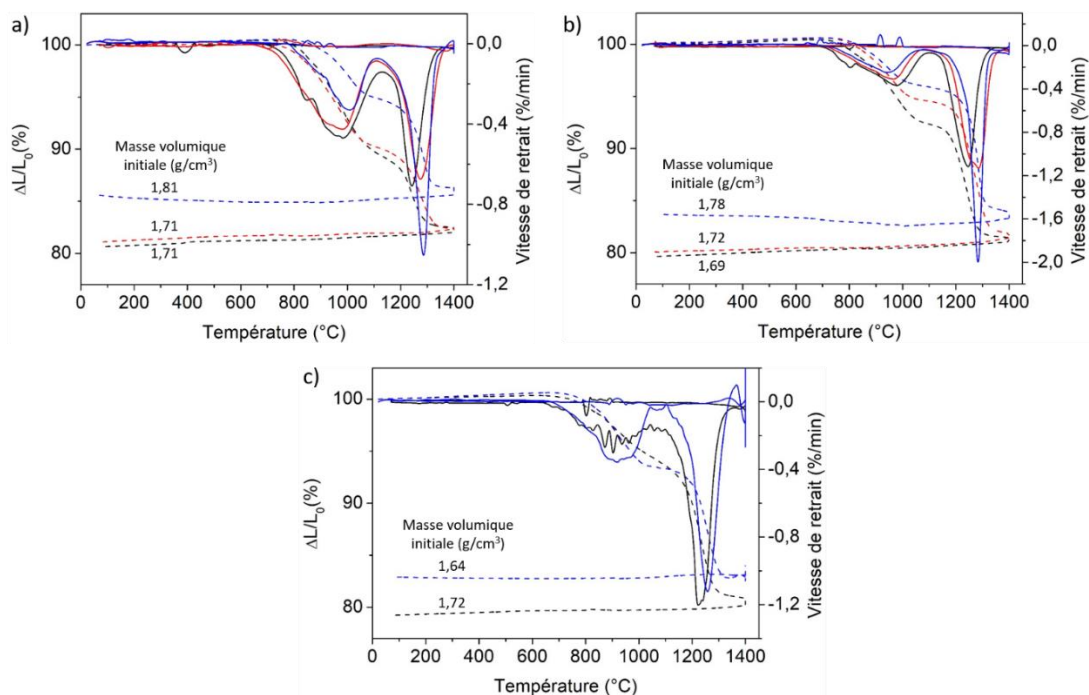 a)
100
90
80
ΔL/L₀(%)
Masse volumique
initiale (g/cm³)
1,81
1,71
1,71
0,0
-0,4
-0,8
-1,2
Vitesse de retrait (%/min)
0 200 400 600 800 1000 1200 1400
Température (°C)
b)
100
90
80
ΔL/L₀(%)
Masse volumique
initiale (g/cm³)
1,78
1,72
1,69
0,0
-0,4
-0,8
-1,2
-1,6
-2,0
Vitesse de retrait (%/min)
0 200 400 600 800 1000 1200 1400
Température (°C)
c)
100
90
80
ΔL/L₀(%)
Masse volumique
initiale (g/cm³)
1,64
1,72
0,0
-0,4
-0,8
-1,2
Vitesse de retrait (%/min)
0 200 400 600 800 1000 1200 1400
Température (°C)